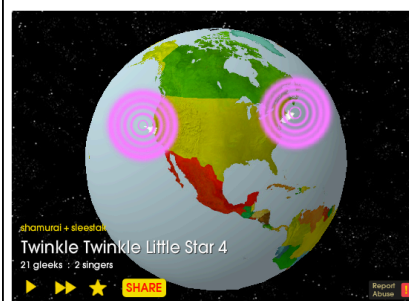 shamurai + sleestak
Twinkle Twinkle Little Star 4
21 gleeks : 2 singers
SHARE
Report
Abuse !